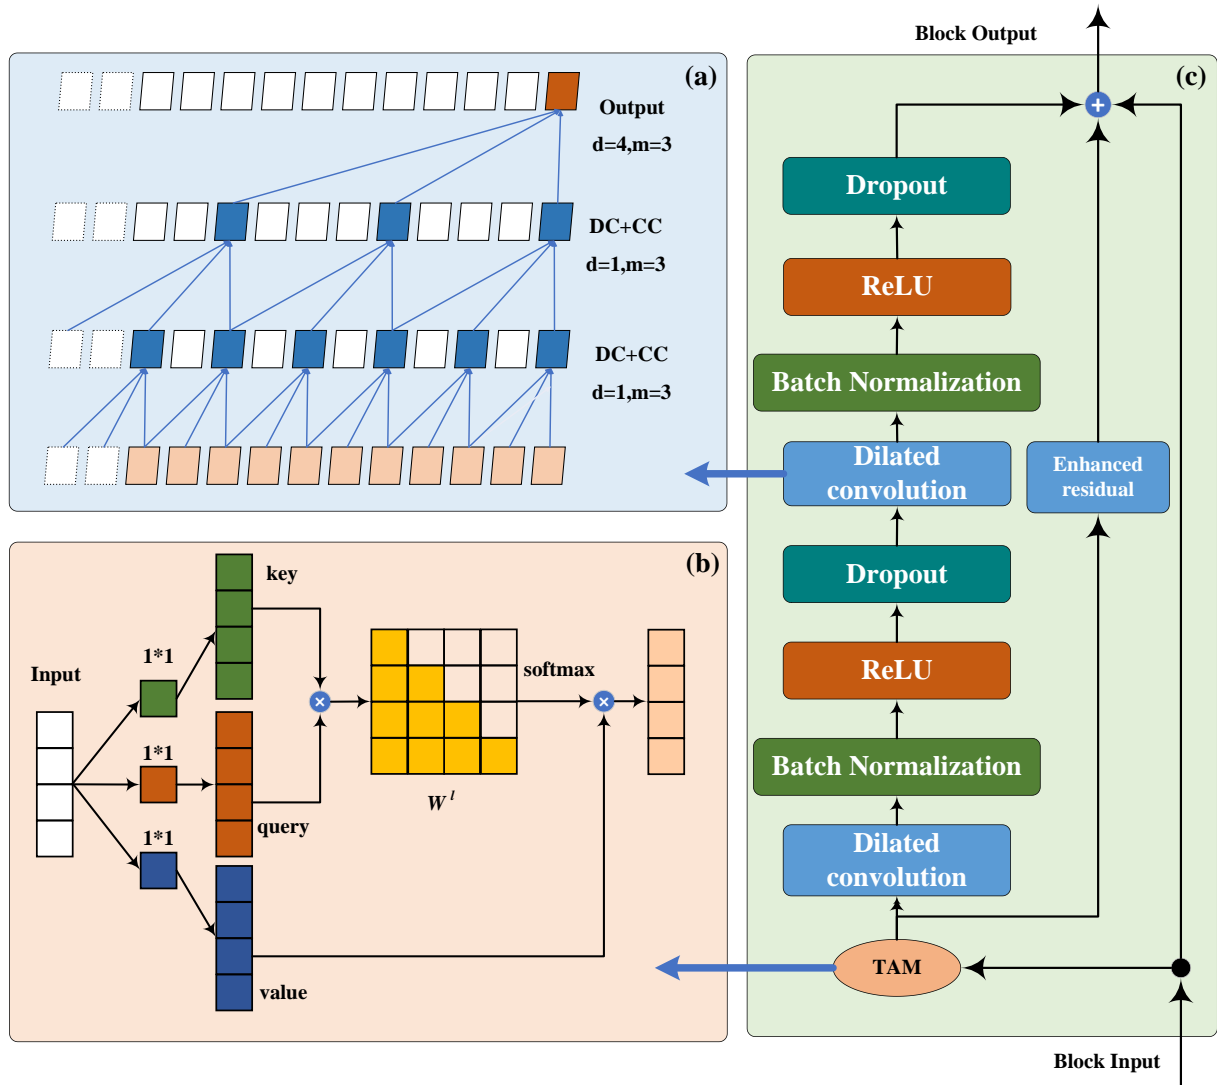 (a)
Output
d=4,m=3
DC+CC
d=1,m=3
DC+CC
d=1,m=3
(b)
Input
1*1
1*1
1*1
key
query
value
W^l
softmax
Block Output
(c)
Dropout
ReLU
Batch Normalization
Dilated
convolution
Enhanced
residual
Dropout
ReLU
Batch Normalization
Dilated
convolution
TAM
Block Input